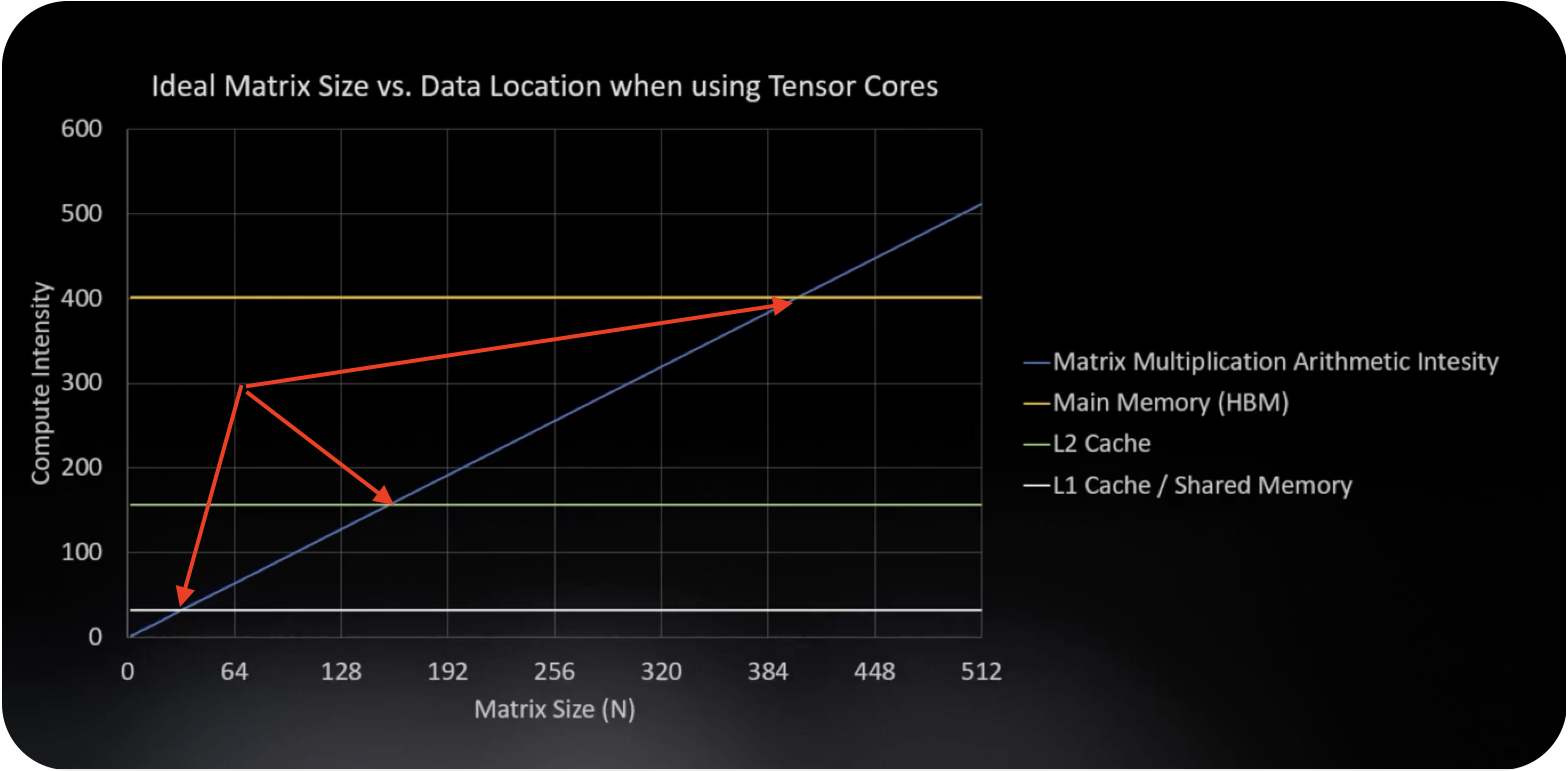 Ideal Matrix Size vs. Data Location when using Tensor Cores
600
500
400
300
200
100
0
Compute Intensity
0 64 128 192 256 320 384 448 512
Matrix Size (N)
Matrix Multiplication Arithmetic Intesity
Main Memory (HBM)
L2 Cache
L1 Cache / Shared Memory